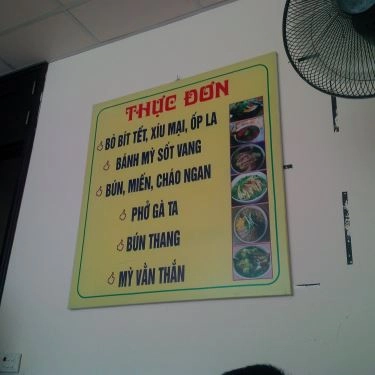 THỰC ĐƠN
BÒ BÍT TẾT, XÍU MẠI, ỐP LA
BÁNH MỲ SỐT VANG
BÚN, MIẾN, CHÁO NGAN
PHỞ GÀ TA
BÚN THANG
MỲ VẰN THẮN